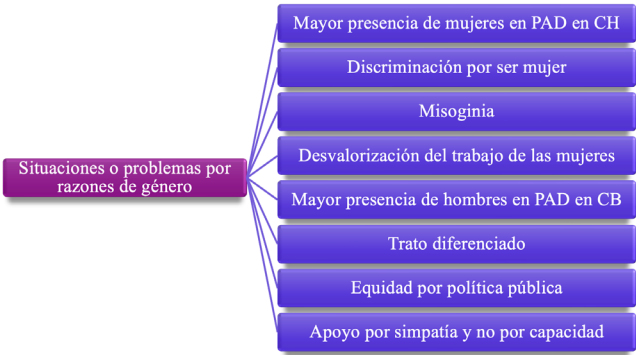 Situaciones o problemas por
razones de género
Mayor presencia de mujeres en PAD en CH
Discriminación por ser mujer
Misoginia
Desvalorización del trabajo de las mujeres
Mayor presencia de hombres en PAD en CB
Trato diferenciado
Equidad por política pública
Apoyo por simpatía y no por capacidad